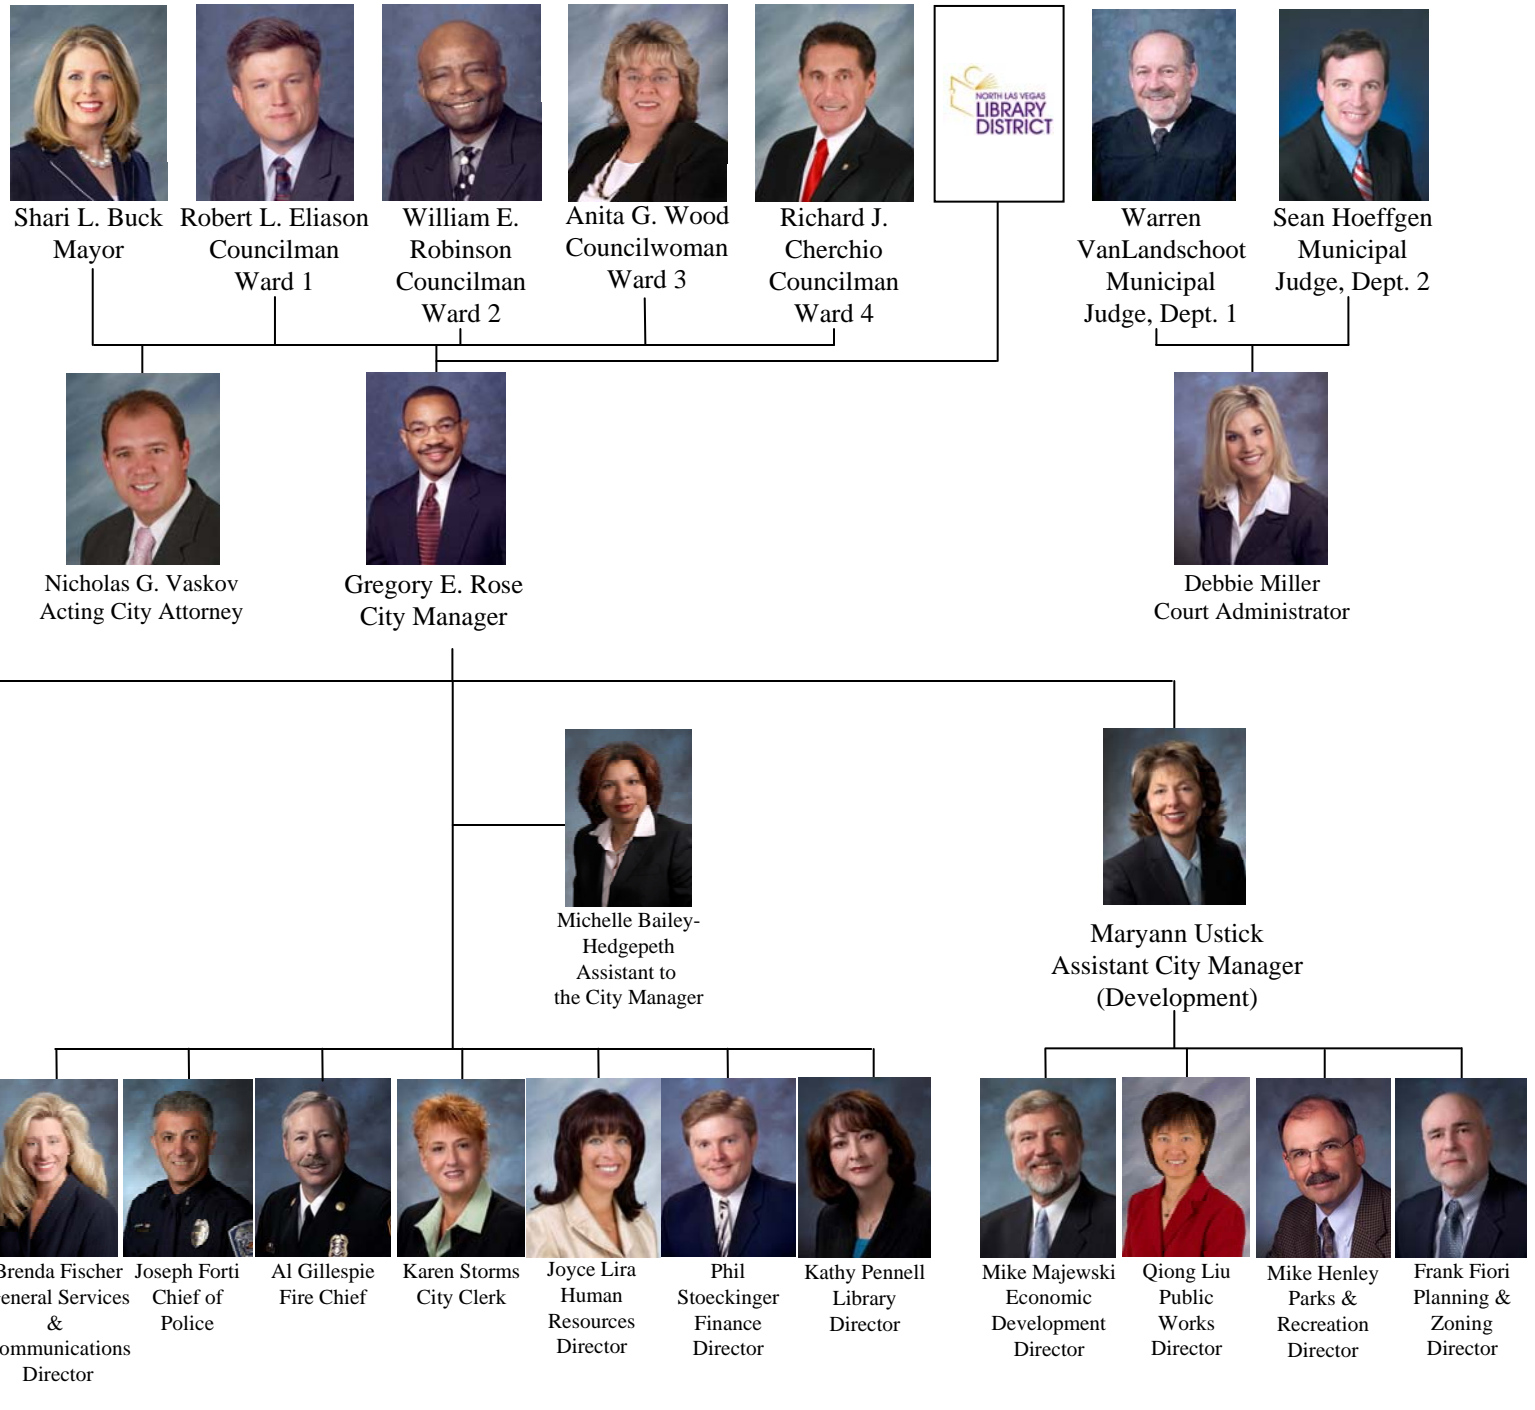 Shari L. Buck
Mayor
Robert L. Eliason
Councilman
Ward 1
William E.
Robinson
Councilman
Ward 2
Anita G. Wood
Councilwoman
Ward 3
Richard J.
Cherchio
Councilman
Ward 4
NORTH LAS VEGAS
LIBRARY
DISTRICT
Warren
VanLandschoot
Municipal
Judge, Dept. 1
Sean Hoeffgen
Municipal
Judge, Dept. 2
Nicholas G. Vaskov
Acting City Attorney
Gregory E. Rose
City Manager
Debbie Miller
Court Administrator
Michelle Bailey-
Hedgepeth
Assistant to
the City Manager
Maryann Ustick
Assistant City Manager
(Development)
Brenda Fischer
eneral Services
&
ommunications
Director
Joseph Forti
Chief of
Police
Al Gillespie
Fire Chief
Karen Storms
City Clerk
Joyce Lira
Human
Resources
Director
Phil
Stoeckinger
Finance
Director
Kathy Pennell
Library
Director
Mike Majewski
Economic
Development
Director
Qiong Liu
Public
Works
Director
Mike Henley
Parks &
Recreation
Director
Frank Fiori
Planning &
Zoning
Director